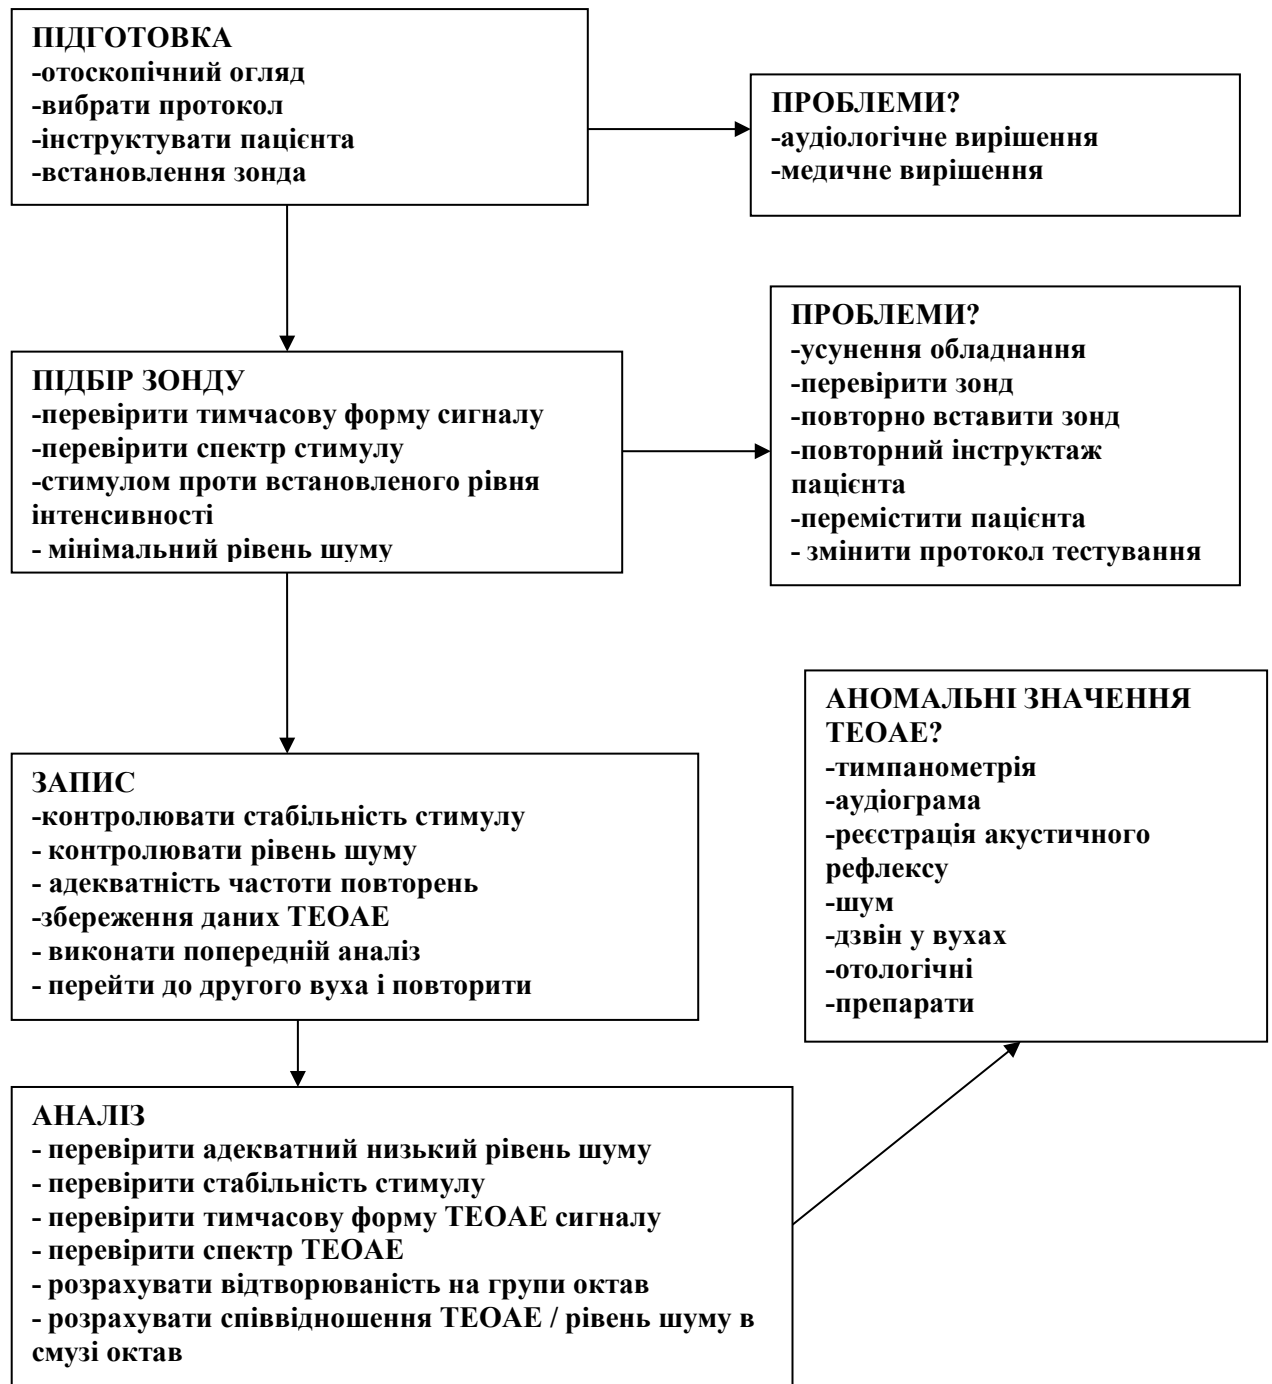 ПІДГОТОВКА
-отоскопічний огляд
-вибрати протокол
-інструктувати пацієнта
-встановлення зонда
ПРОБЛЕМИ?
-аудіологічне вирішення
-медичне вирішення
ПІДБІР ЗОНДУ
-перевірити тимчасову форму сигналу
-перевірити спектр стимулу
-стимулом проти встановленого рівня
інтенсивності
- мінімальний рівень шуму
ПРОБЛЕМИ?
-усунення обладнання
-перевірити зонд
-повторно вставити зонд
-повторний інструктаж
пацієнта
-перемістити пацієнта
- змінити протокол тестування
ЗАПИС
-контролювати стабільність стимулу
- контролювати рівень шуму
- адекватність частоти повторень
-збереження даних ТЕОАЕ
- виконати попередній аналіз
- перейти до другого вуха і повторити
АНОМАЛЬНІ ЗНАЧЕННЯ
ТЕОАЕ?
-тимпанометрія
-аудіограма
-реєстрація акустичного
рефлексу
-шум
-дзвін у вухах
-отологічні
-препарати
АНАЛІЗ
- перевірити адекватний низький рівень шуму
- перевірити стабільність стимулу
- перевірити тимчасову форму ТЕОАЕ сигналу
- перевірити спектр ТЕОАЕ
- розрахувати відтворюваність на групи октав
- розрахувати співвідношення ТЕОАЕ / рівень шуму в
смузі октав